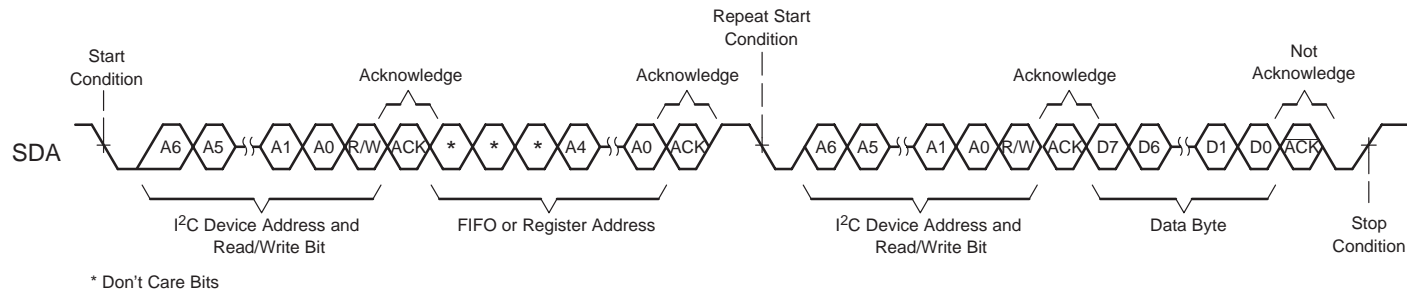 Start
Condition
Acknowledge
Acknowledge
Repeat Start
Condition
Acknowledge
Not
Acknowledge
SDA
A6 A5 A1 A0 R/W ACK * * * A4 A0 ACK A6 A5 A1 A0 R/W ACK D7 D6 D1 D0 ACK
I2C Device Address and
Read/Write Bit
FIFO or Register Address
I2C Device Address and
Read/Write Bit
Data Byte
Stop
Condition
* Don't Care Bits